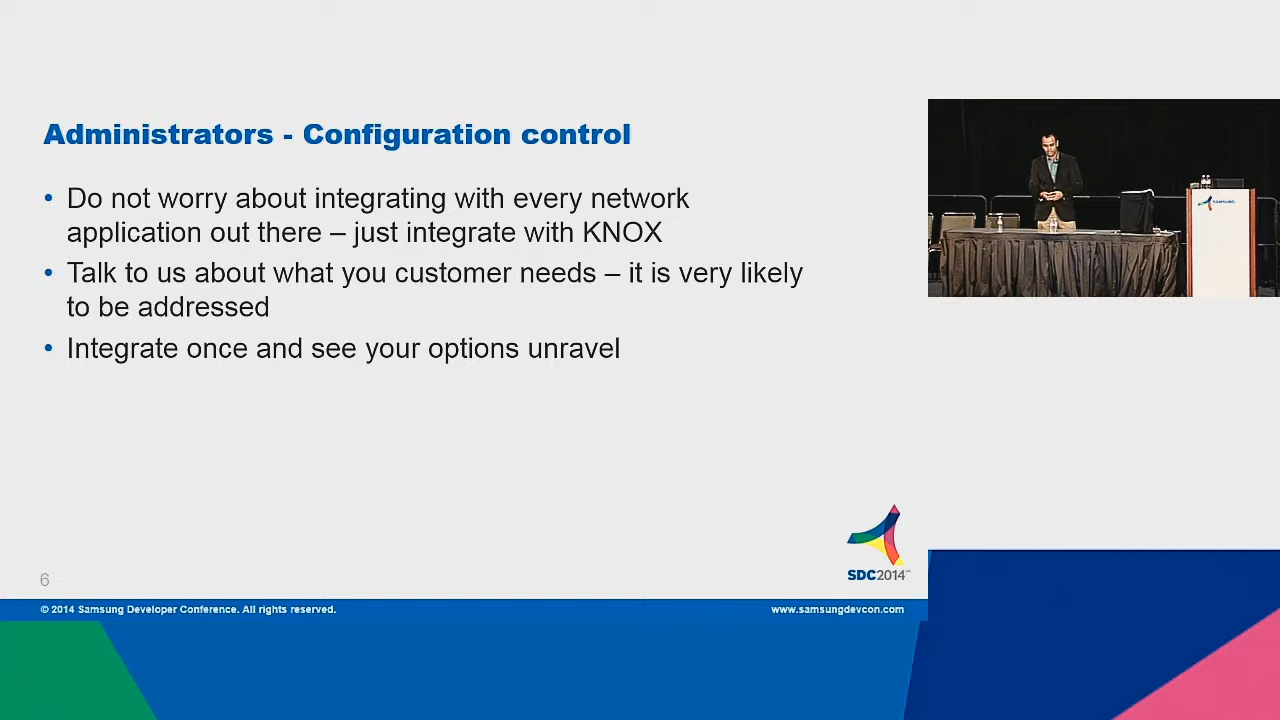 Administrators - Configuration control
• Do not worry about integrating with every network
application out there – just integrate with KNOX
• Talk to us about what you customer needs – it is very likely
to be addressed
• Integrate once and see your options unravel
SAMSUNG
SDC2014™
6
© 2014 Samsung Developer Conference. All rights reserved.
www.samsungdevcon.com